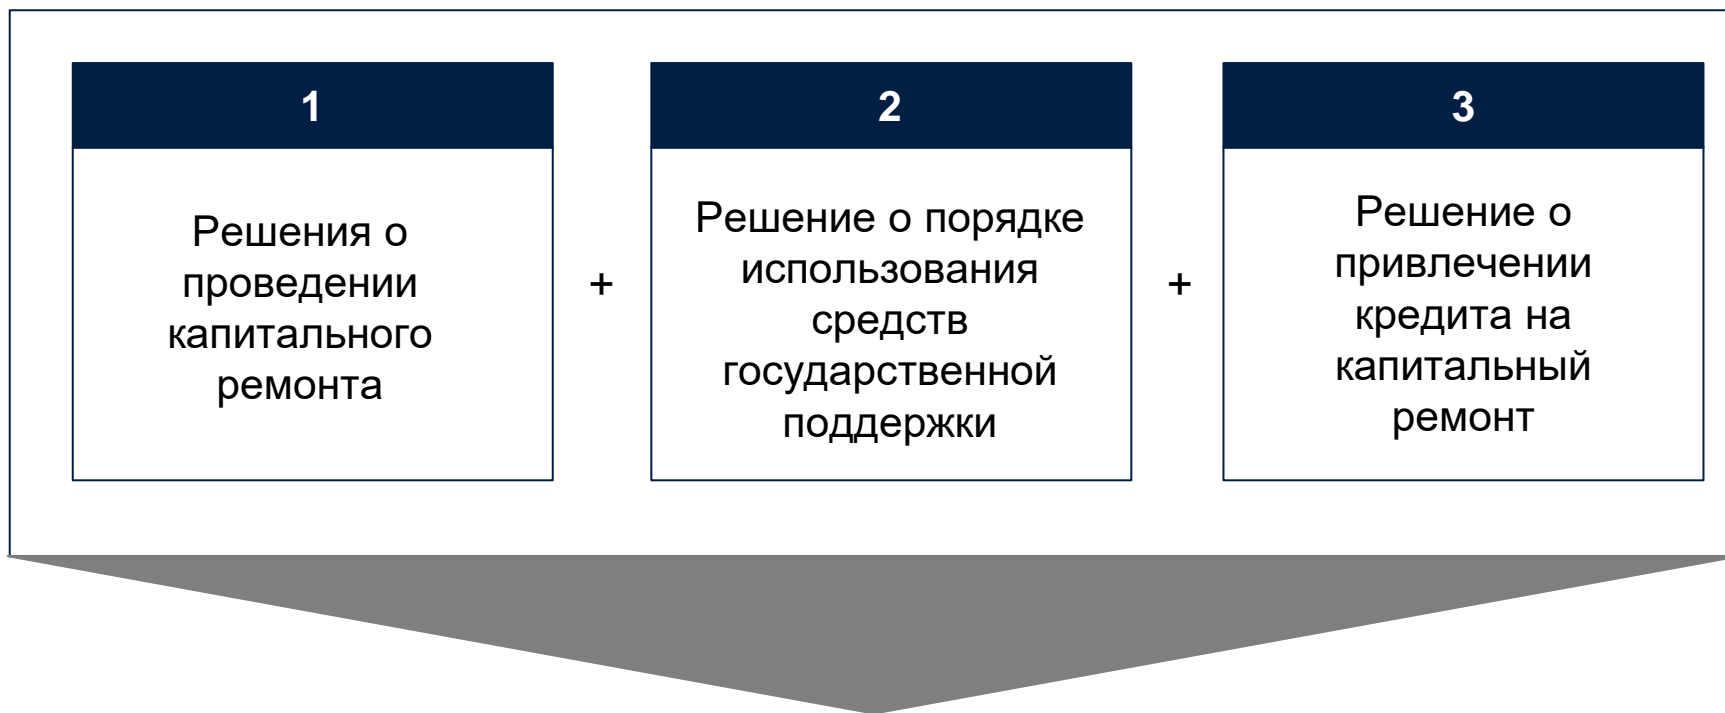 1
Решения о
проведении
капитального
ремонта
+
2
Решение о порядке
использования
средств
государственной
поддержки
+
3
Решение о
привлечении
кредита на
капитальный
ремонт